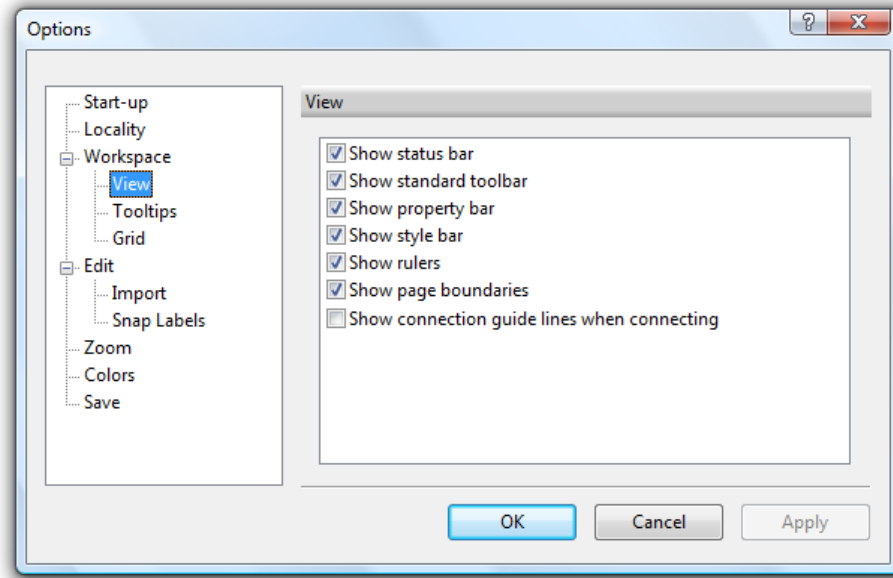 Options
Start-up
Locality
Workspace
View
Tooltips
Grid
Edit
Import
Snap Labels
Zoom
Colors
Save
View
Show status bar
Show standard toolbar
Show property bar
Show style bar
Show rulers
Show page boundaries
Show connection guide lines when connecting
OK
Cancel
Apply